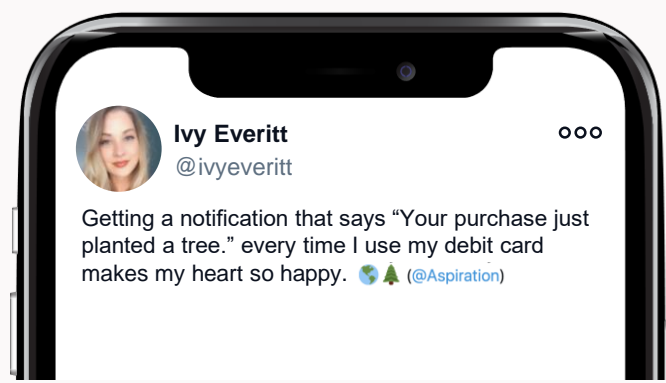 Ivy Everitt
@ivyeveritt
Getting a notification that says “Your purchase just
planted a tree.” every time I use my debit card
makes my heart so happy. 🌎🌲 (@Aspiration)